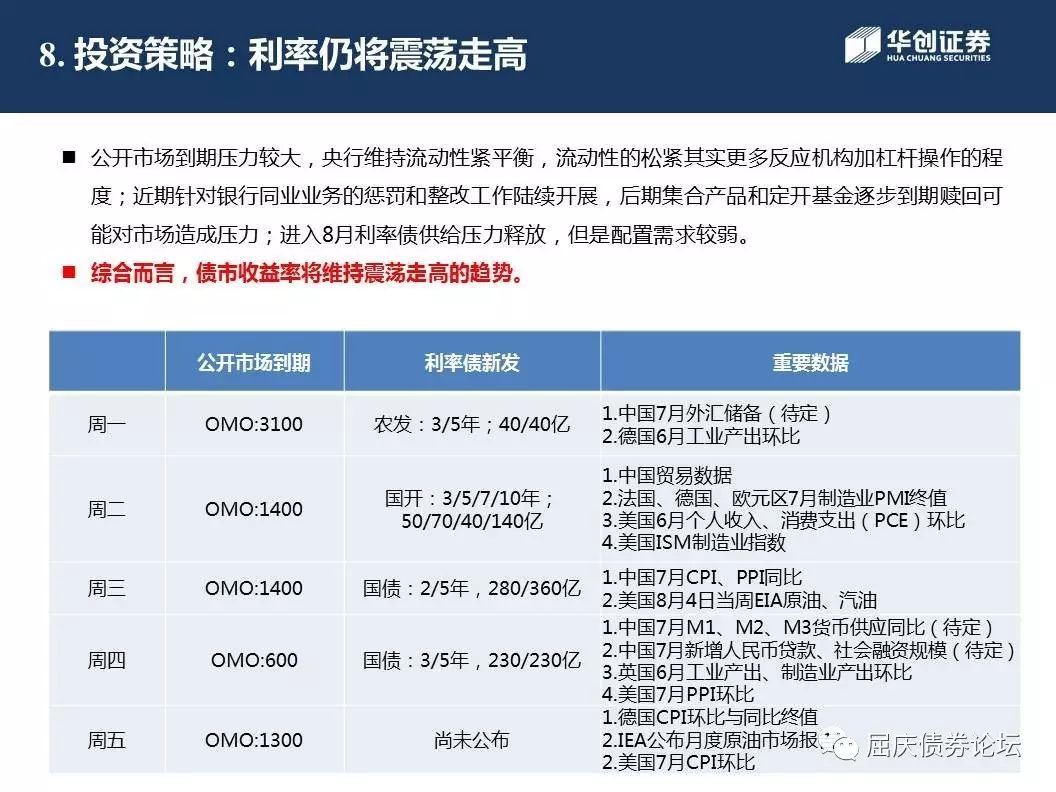 8. 投资策略：利率仍将震荡走高
华创证券
HUA CHUANG SECURITIES
■ 公开市场到期压力较大，央行维持流动性紧平衡，流动性的松紧其实更多反应机构加杠杆操作的程
度；近期针对银行同业业务的惩罚和整改工作陆续开展，后期集合产品和定开基金逐步到期赎回可
能对市场造成压力；进入8月利率债供给压力释放，但是配置需求较弱。
■ 综合而言，债市收益率将维持震荡走高的趋势。
公开市场到期 利率债新发 重要数据
周一
OMO:3100
农发：3/5年；40/40亿
1.中国7月外汇储备（待定）
2.德国6月工业产出环比
周二
OMO:1400
国开：3/5/7/10年；
50/70/40/140亿
1.中国贸易数据
2.法国、德国、欧元区7月制造业PMI终值
3.美国6月个人收入、消费支出（PCE）环比
4.美国ISM制造业指数
周三
OMO:1400
国债：2/5年，280/360亿
1.中国7月CPI、PPI同比
2.美国8月4日当周EIA原油、汽油
周四
OMO:600
国债：3/5年，230/230亿
1.中国7月M1、M2、M3货币供应同比（待定）
2.中国7月新增人民币贷款、社会融资规模（待定）
3.英国6月工业产出、制造业产出环比
4.美国7月PPI环比
周五
OMO:1300
尚未公布
1.德国CPI环比与同比终值
2.IEA公布月度原油市场报
2.美国7月CPI环比
屈庆债券论坛